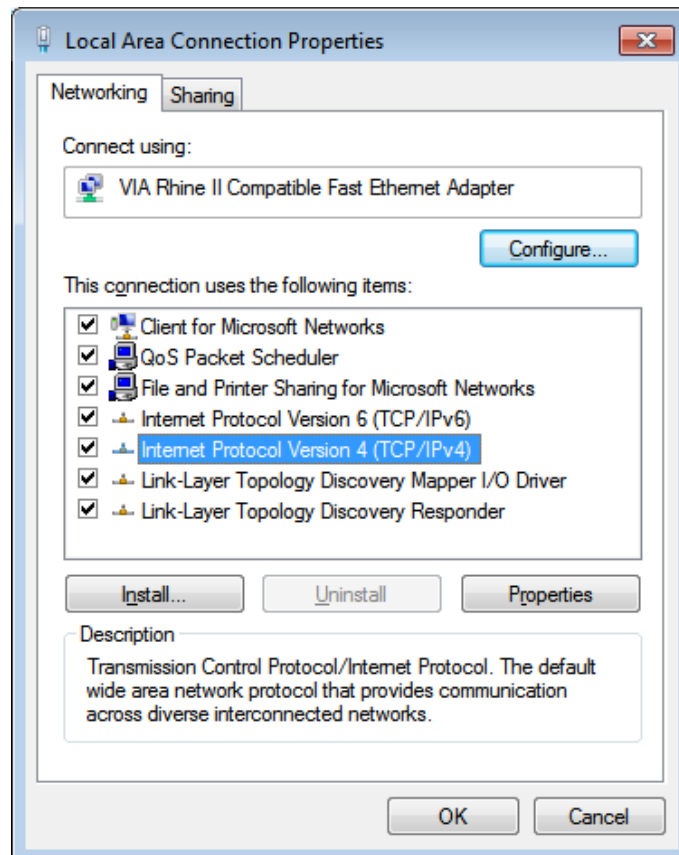 Local Area Connection Properties
Networking Sharing
Connect using:
VIA Rhine II Compatible Fast Ethernet Adapter
Configure...
This connection uses the following items:
Client for Microsoft Networks
QoS Packet Scheduler
File and Printer Sharing for Microsoft Networks
Internet Protocol Version 6 (TCP/IPv6)
Internet Protocol Version 4 (TCP/IPv4)
Link-Layer Topology Discovery Mapper I/O Driver
Link-Layer Topology Discovery Responder
Install... Uninstall Properties
Description
Transmission Control Protocol/Internet Protocol. The default
wide area network protocol that provides communication
across diverse interconnected networks.
OK Cancel